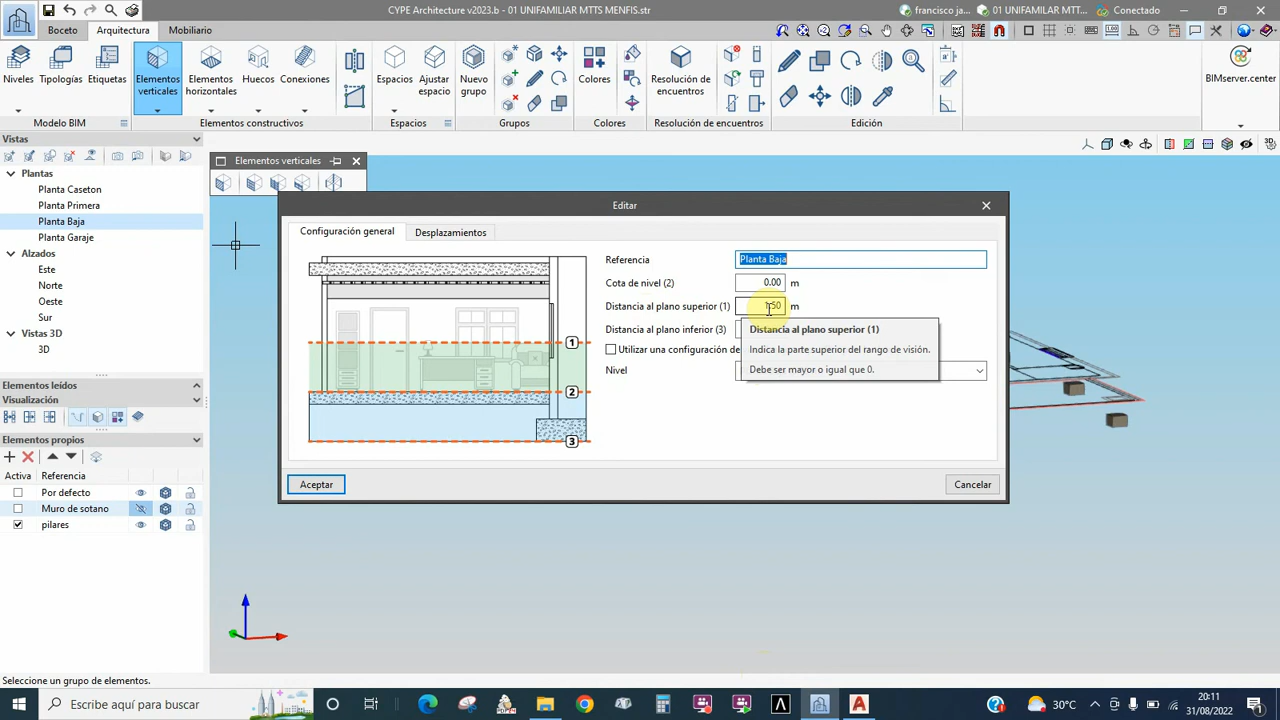 CYPE Architecture v2023.b - 01 UNIFAMILIAR MTTS MENFIS.str
francisco ja...
01 UNIFAMILIAR MTT...
Conectado
Boceto
Arquitectura
Mobiliario
Niveles
Tipologías
Etiquetas
Elementos verticales
Elementos horizontales
Huecos
Conexiones
Espacios
Ajustar espacio
Nuevo grupo
Colores
Resolución de encuentros
BIMserver.center
Modelo BIM
Elementos constructivos
Espacios
Grupos
Colores
Resolución de encuentros
Edición
Vistas
Plantas
Planta Caseton
Planta Primera
Planta Baja
Planta Garaje
Alzados
Este
Norte
Oeste
Sur
Vistas 3D
3D
Elementos leídos
Visualización
Elementos propios
Activa Referencia
Por defecto
Muro de sotano
pilares
Elementos verticales
Editar
Configuración general
Desplazamientos
1
2
3
Referencia Planta Baja
Cota de nivel (2) 0.00 m
Distancia al plano superior (1) 1.50 m
Distancia al plano inferior (3)
Utilizar una configuración de
Nivel
Distancia al plano superior (1)
Indica la parte superior del rango de visión.
Debe ser mayor o igual que 0.
Aceptar
Cancelar
Seleccione un grupo de elementos.
Escribe aquí para buscar
30°C
20:11
31/08/2022